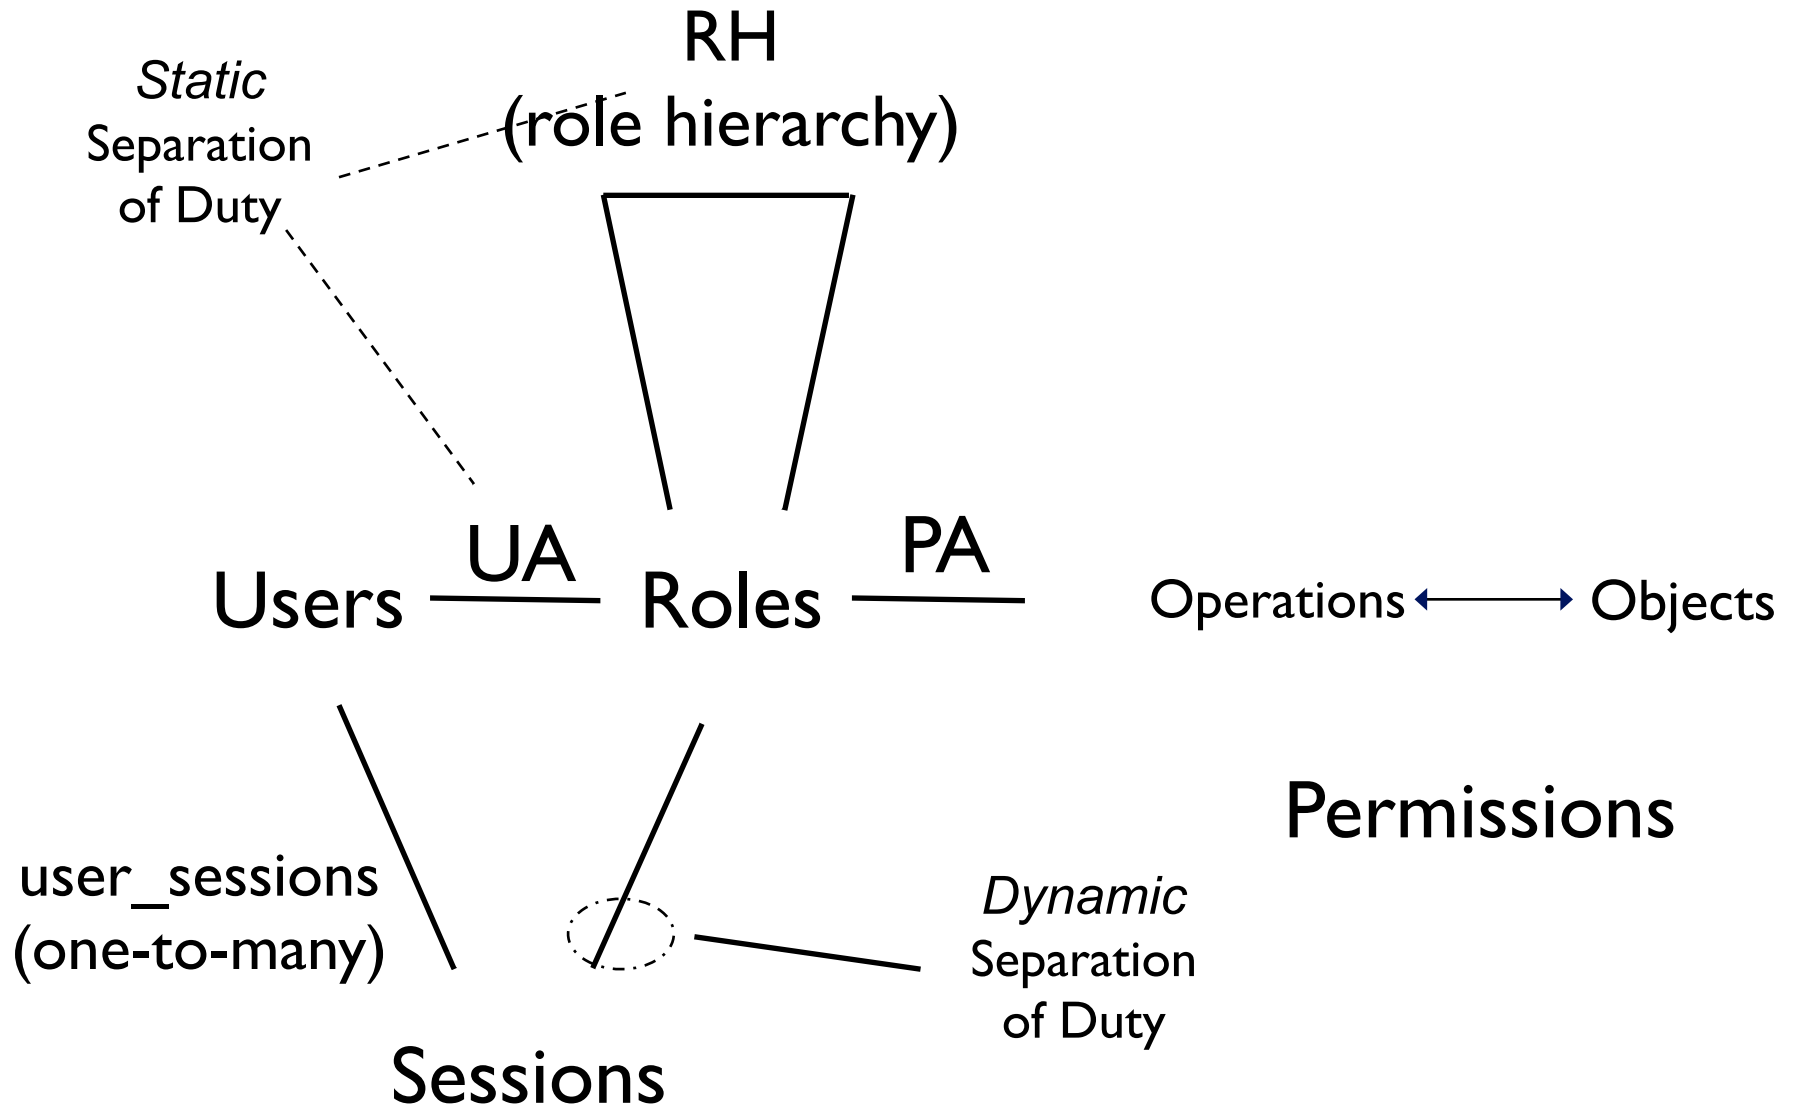 RH
(role hierarchy)
Static
Separation
of Duty
UA
PA
Users
Roles
Operations
Objects
Permissions
user_sessions
(one-to-many)
Dynamic
Separation
of Duty
Sessions